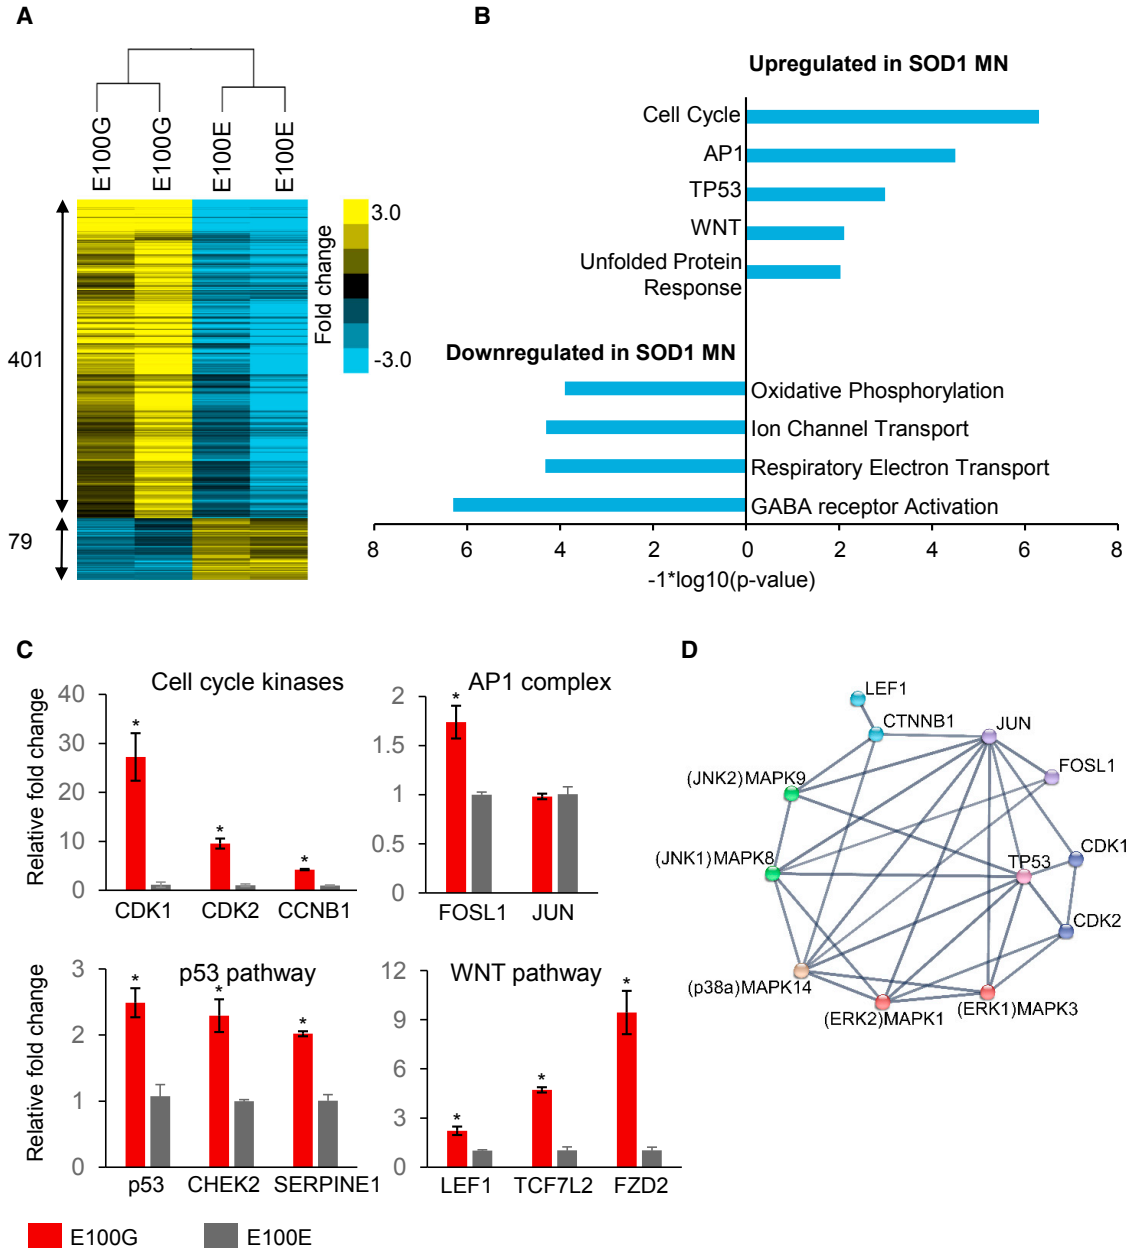 A
E100G
E100G
E100E
E100E
401
79
Fold change
3.0
-3.0
B
Upregulated in SOD1 MN
Cell Cycle
AP1
TP53
WNT
Unfolded Protein
Response
Downregulated in SOD1 MN
Oxidative Phosphorylation
Ion Channel Transport
Respiratory Electron Transport
GABA receptor Activation
8 6 4 2 0 2 4 6 8
-1*log10(p-value)
C
Cell cycle kinases
Relative fold change
40
30
20
10
0
* * *
CDK1 CDK2 CCNB1
AP1 complex
2
1.5
1
0.5
0
*
FOSL1 JUN
p53 pathway
Relative fold change
3
2
1
0
* * *
p53 CHEK2 SERPINE1
WNT pathway
12
9
6
3
0
* * *
LEF1 TCF7L2 FZD2
E100G E100E
D
LEF1
CTNNB1
JUN
FOSL1
(JNK2)MAPK9
(JNK1)MAPK8
TP53
CDK1
CDK2
(p38a)MAPK14
(ERK2)MAPK1
(ERK1)MAPK3